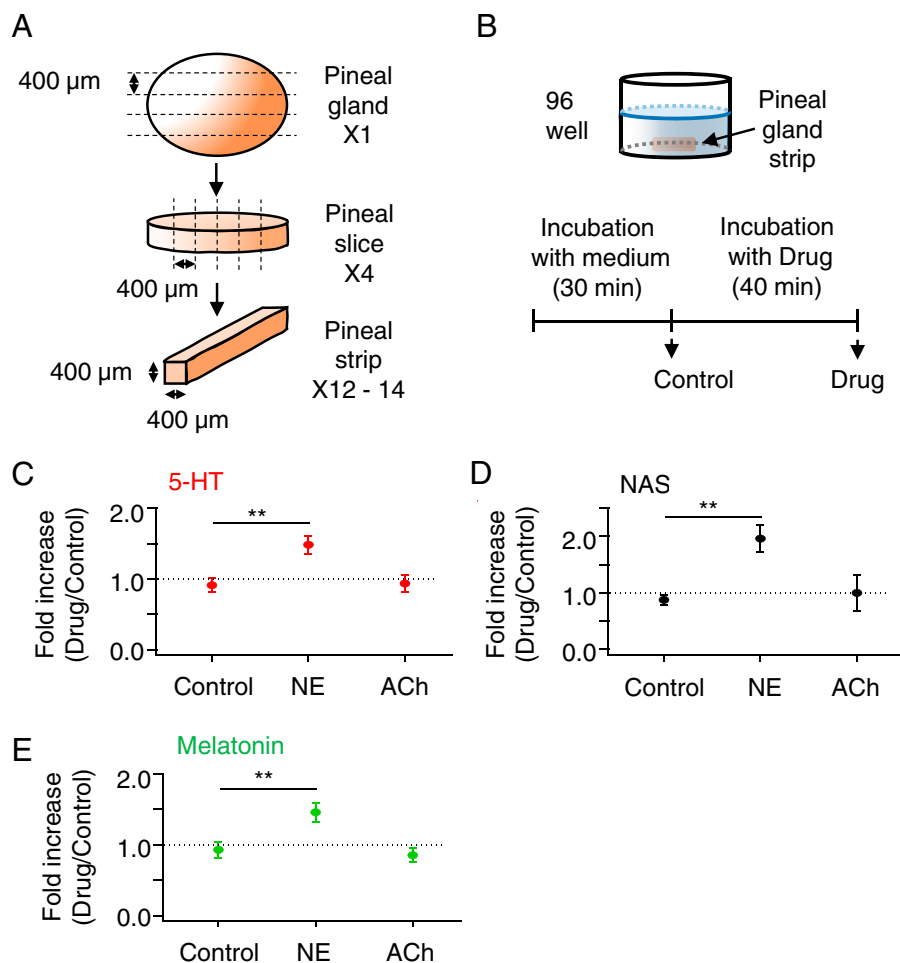 A
400 µm
Pineal
gland
X1
Pineal
slice
X4
400 µm
Pineal
strip
X12 - 14
400 µm
400 µm
B
96
well
Pineal
gland
strip
Incubation
with medium
(30 min)
Incubation
with Drug
(40 min)
Control
Drug
C
5-HT
Fold increase
(Drug/Control)
2.0
1.0
0.0
**
Control
NE
ACh
D
NAS
Fold increase
(Drug/Control)
2.0
1.0
0.0
**
Control
NE
ACh
E
Melatonin
Fold increase
(Drug/Control)
2.0
1.0
0.0
**
Control
NE
ACh